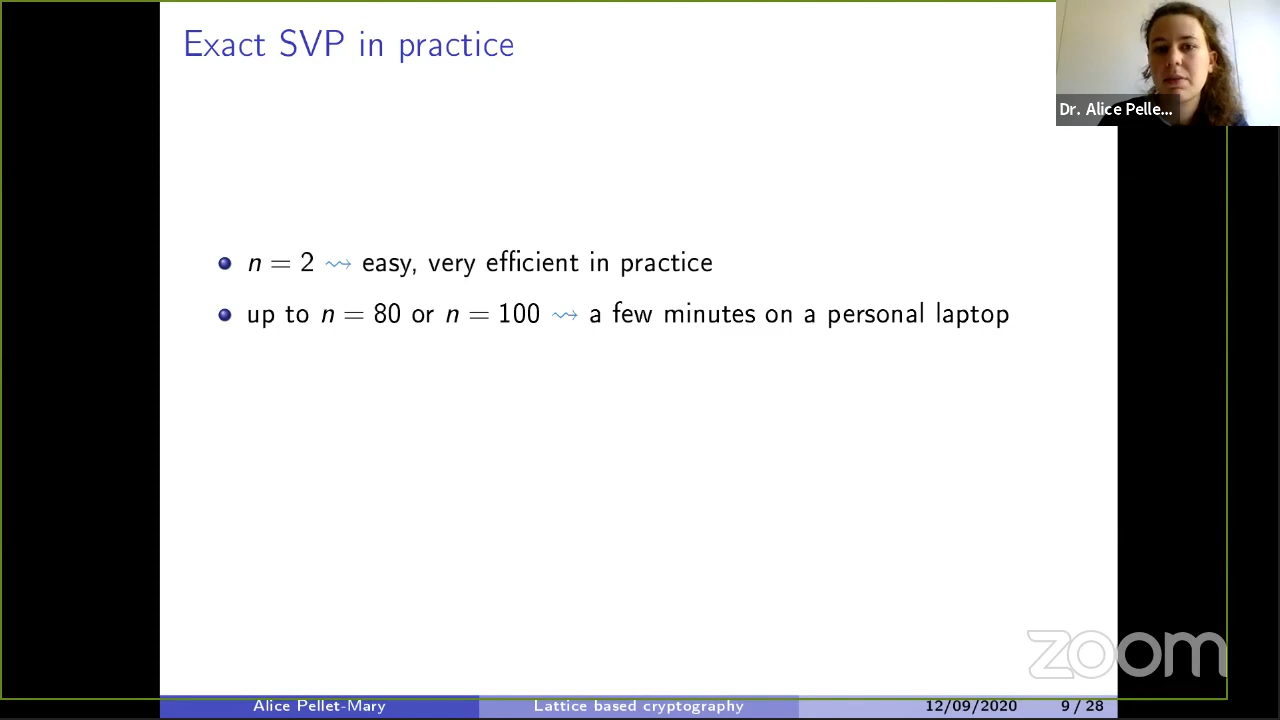 Exact SVP in practice
Dr. Alice Pelle...
n = 2 ⇝ easy, very efficient in practice
up to n = 80 or n = 100 ⇝ a few minutes on a personal laptop
zoom
Alice Pellet-Mary Lattice based cryptography 12/09/2020 9 / 28